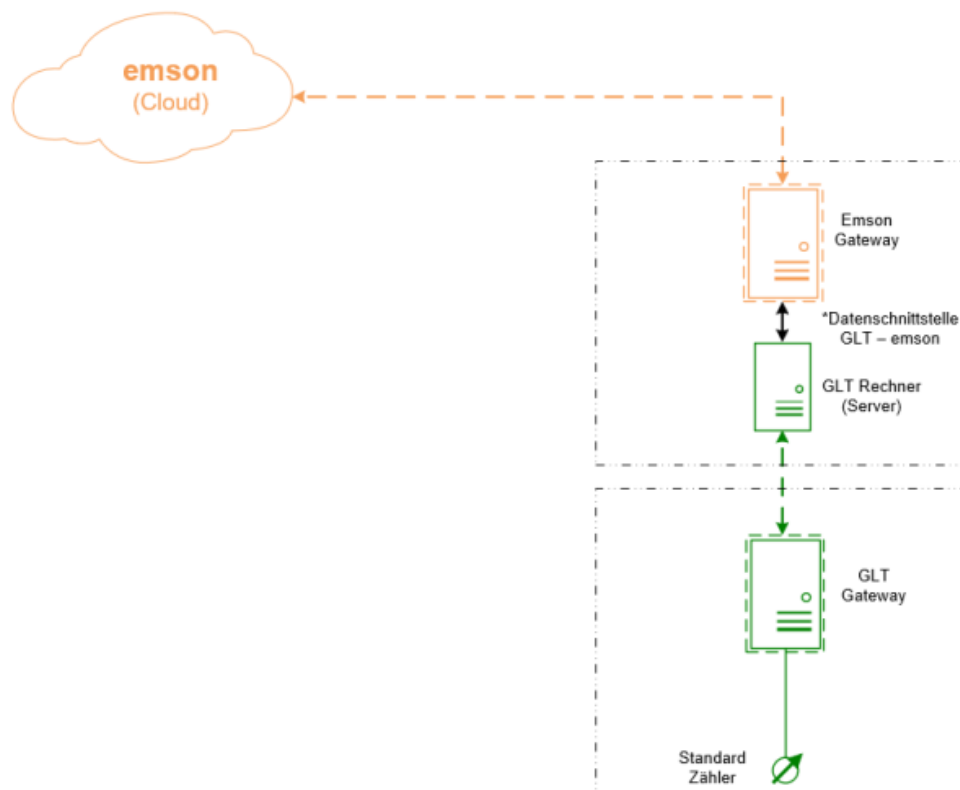 emson
(Cloud)
Emson
Gateway
*Datenschnittstelle
GLT – emson
GLT Rechner
(Server)
GLT
Gateway
Standard
Zähler